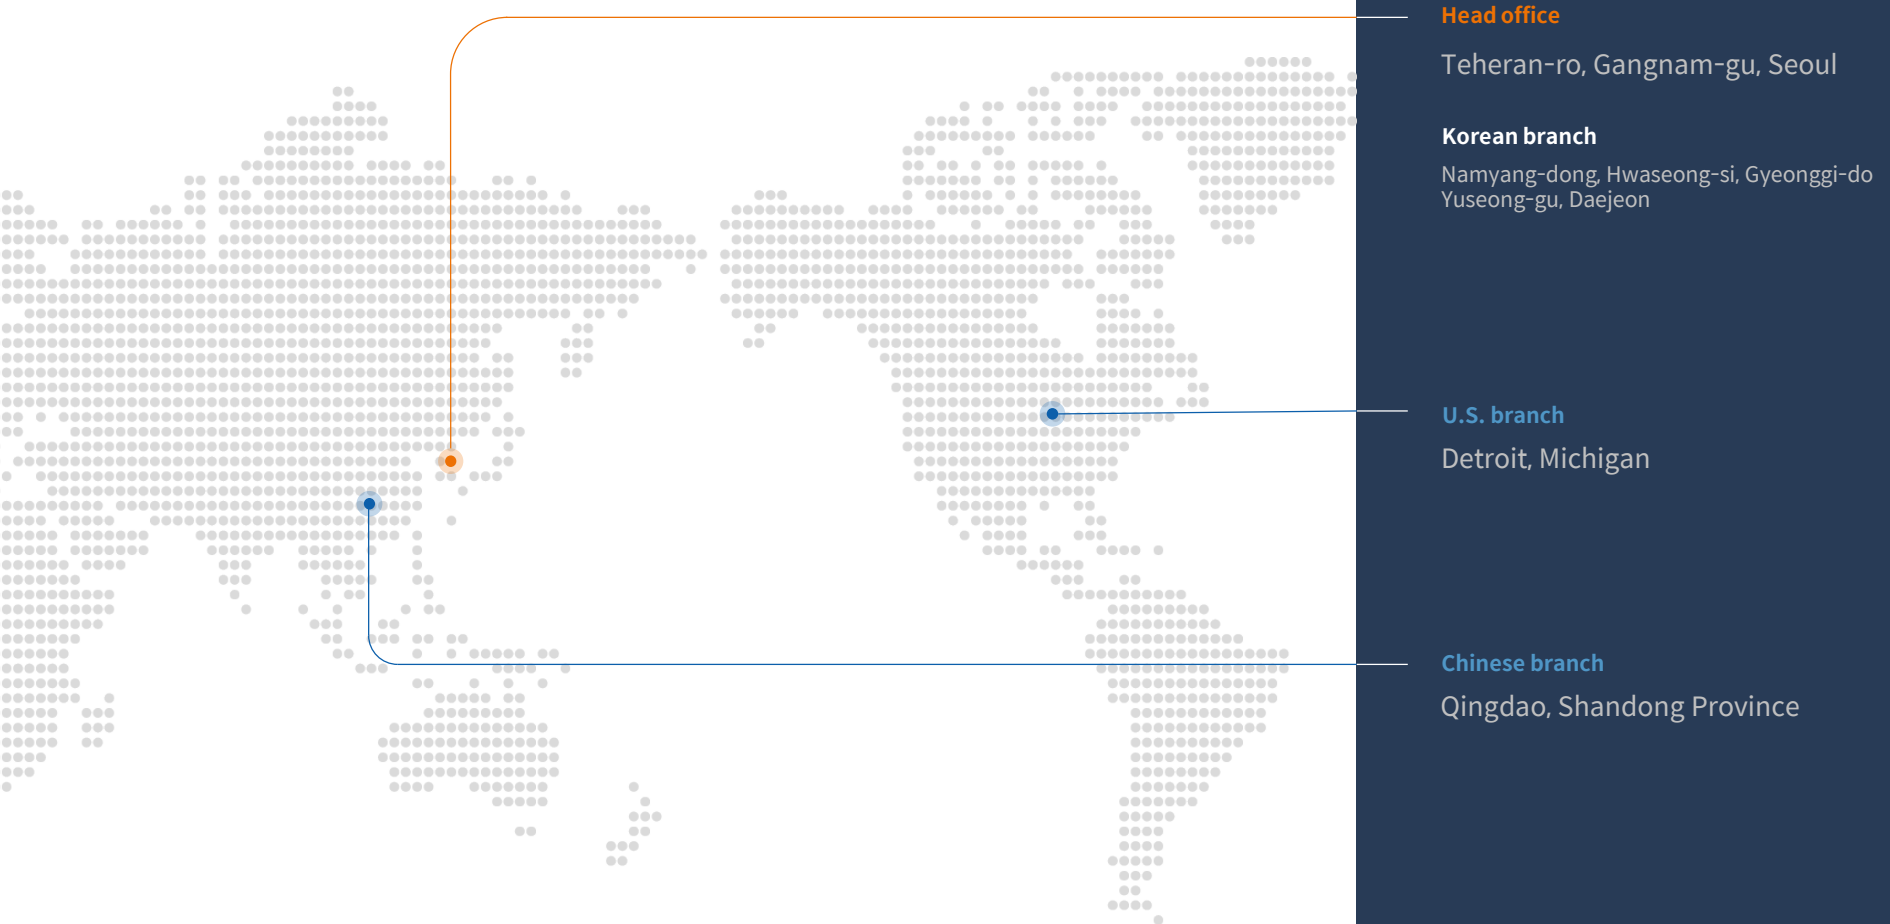 Head office
Teheran-ro, Gangnam-gu, Seoul
Korean branch
Namyang-dong, Hwaseong-si, Gyeonggi-do
Yuseong-gu, Daejeon
U.S. branch
Detroit, Michigan
Chinese branch
Qingdao, Shandong Province